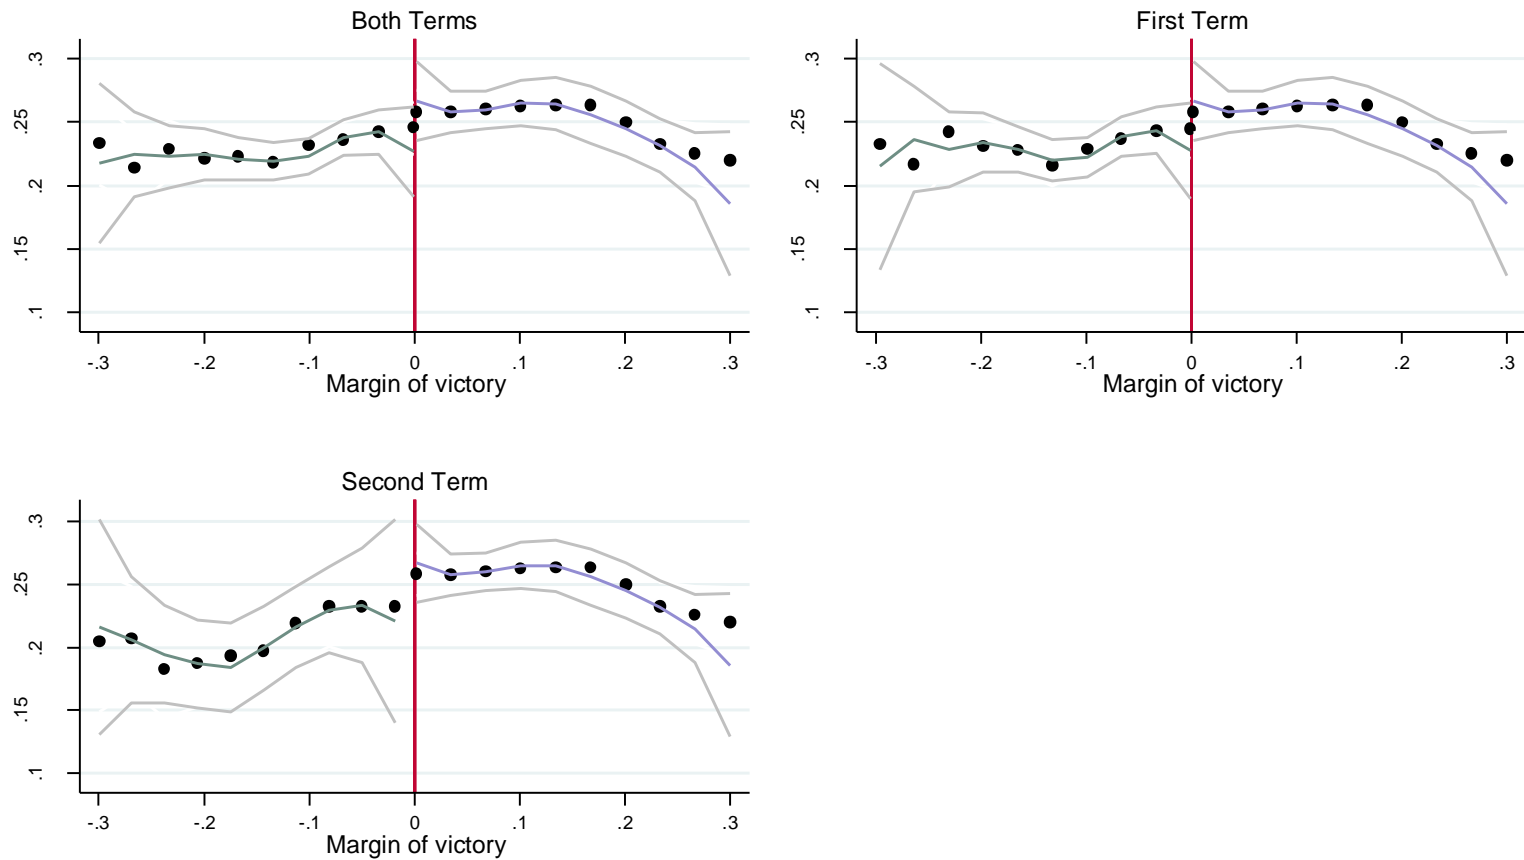 Both Terms
.3
.25
.2
.15
.1
-.3 -.2 -.1 0 .1 .2 .3
Margin of victory
First Term
.3
.25
.2
.15
.1
-.3 -.2 -.1 0 .1 .2 .3
Margin of victory
Second Term
.3
.25
.2
.15
.1
-.3 -.2 -.1 0 .1 .2 .3
Margin of victory